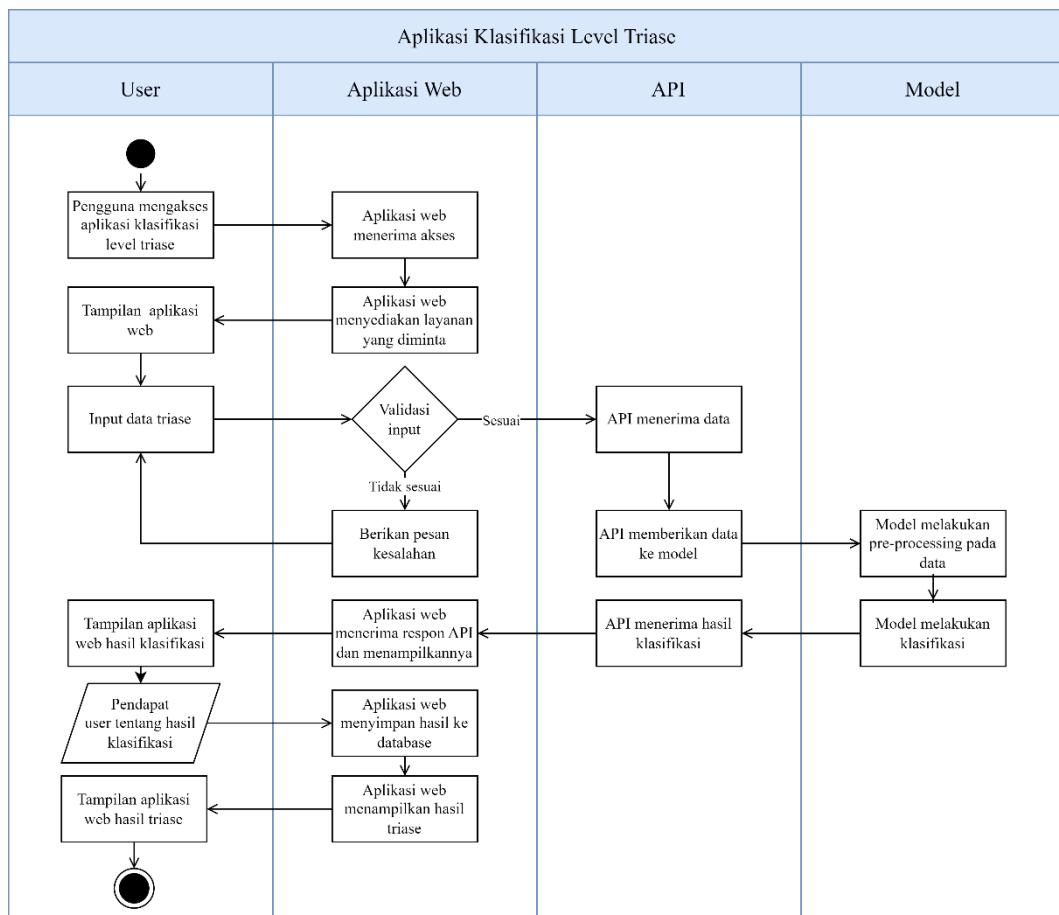 Aplikasi Klasifikasi Level Triase
User
Aplikasi Web
API
Model
Pengguna mengakses
aplikasi klasifikasi
level triase
Aplikasi web
menerima akses
Tampilan aplikasi
web
Aplikasi web
menyediakan layanan
yang diminta
Input data triase
Validasi
input
Sesuai
API menerima data
Tidak sesuai
Berikan pesan
kesalahan
API memberikan data
ke model
Model melakukan
pre-processing pada
data
Tampilan aplikasi
web hasil klasifikasi
Aplikasi web
menerima respon API
dan menampilkannya
API menerima hasil
klasifikasi
Model melakukan
klasifikasi
Pendapat
user tentang hasil
klasifikasi
Aplikasi web
menyimpan hasil ke
database
Tampilan aplikasi
web hasil triase
Aplikasi web
menampilkan hasil
triase